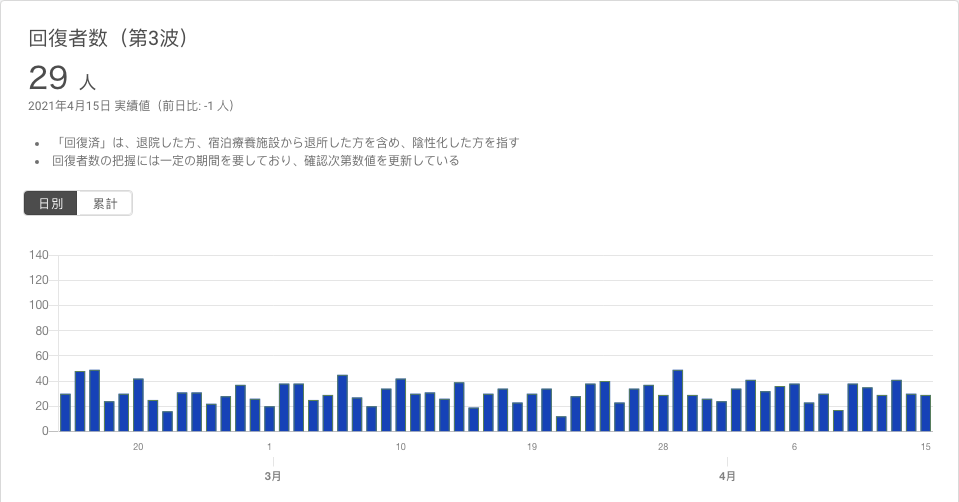 回復者数（第3波）
29 人
2021年4月15日 実績値（前日比: -1 人）
• 「回復済」は、退院した方、宿泊療養施設から退所した方を含め、陰性化した方を指す
• 回復者数の把握には一定の期間を要しており、確認次第数値を更新している
日別 累計
140
120
100
80
60
40
20
0
20 1 10 19 28 6 15
3月 4月